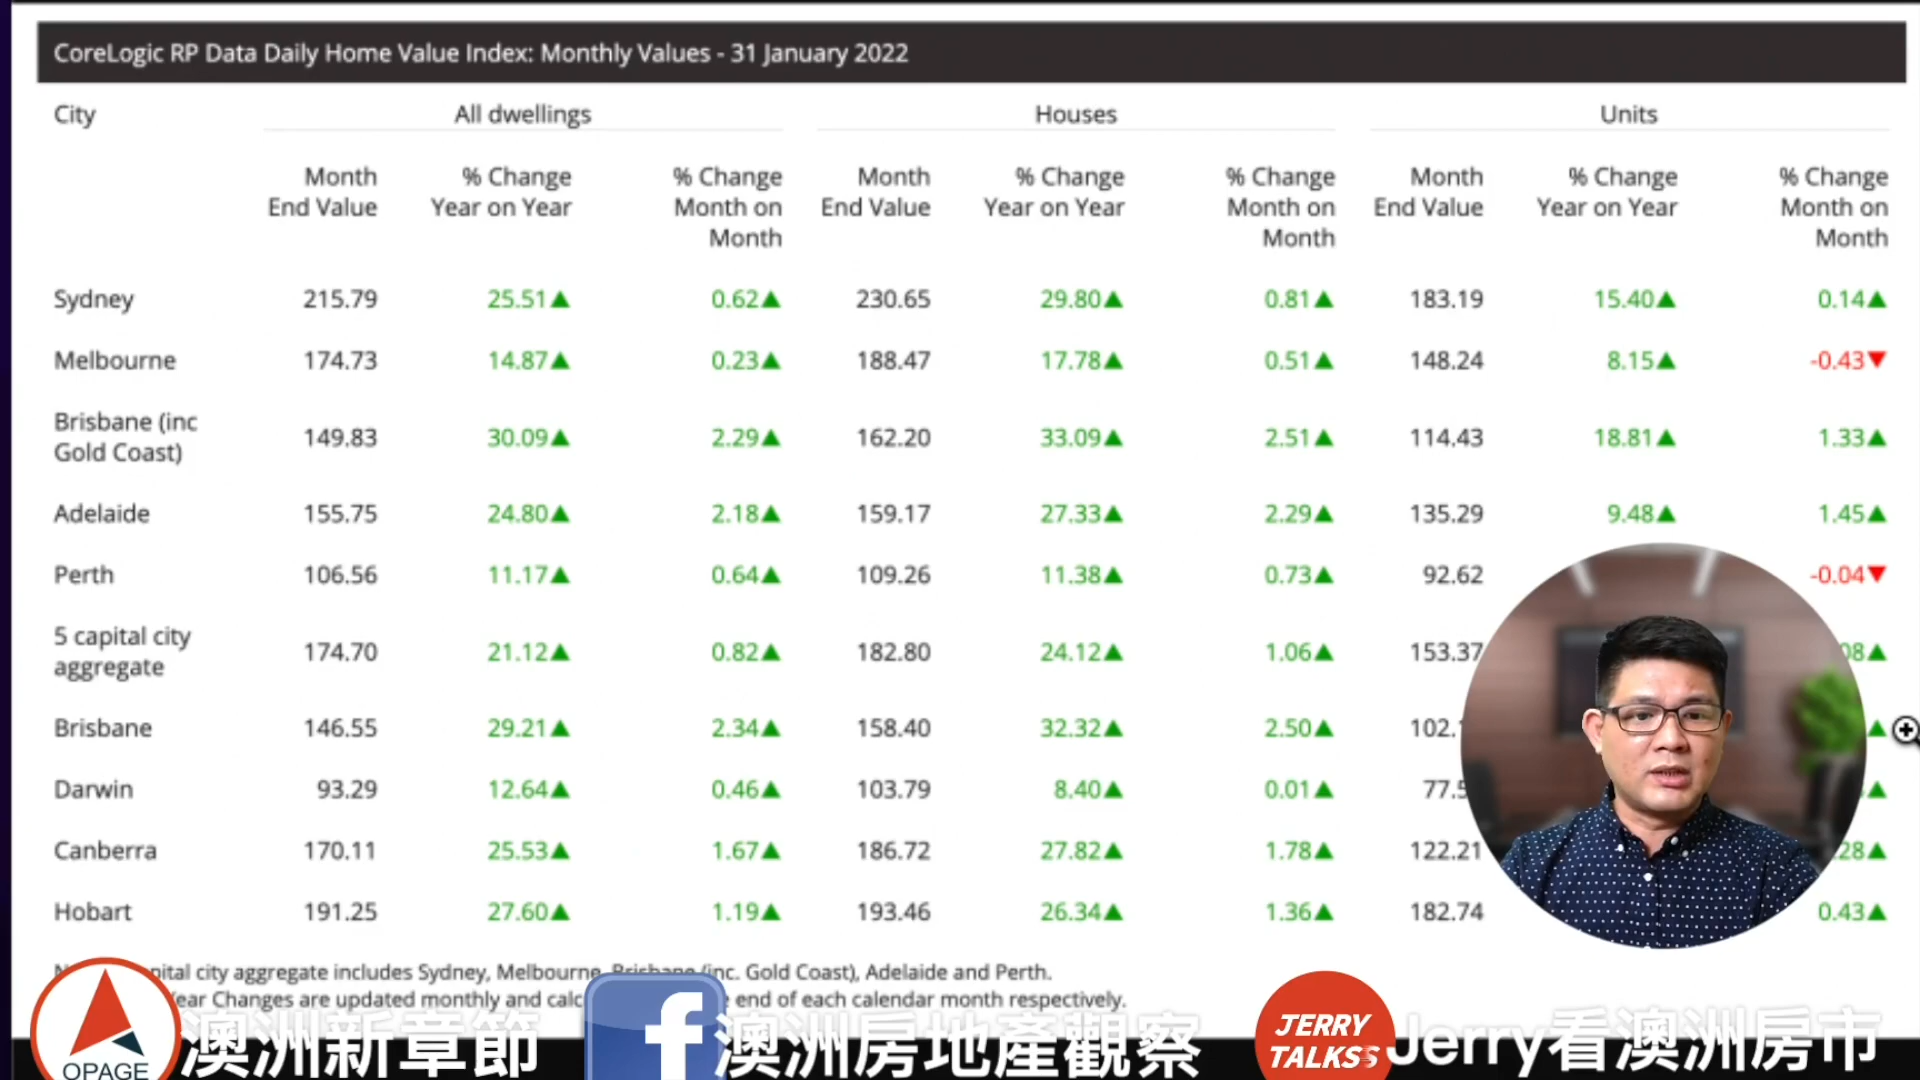 CoreLogic RP Data Daily Home Value Index: Monthly Values - 31 January 2022
City All dwellings Houses Units
Month End Value % Change Year on Year % Change Month on Month Month End Value % Change Year on Year % Change Month on Month Month End Value % Change Year on Year % Change Month on Month
Sydney 215.79 25.51▲ 0.62▲ 230.65 29.80▲ 0.81▲ 183.19 15.40▲ 0.14▲
Melbourne 174.73 14.87▲ 0.23▲ 188.47 17.78▲ 0.51▲ 148.24 8.15▲ -0.43▼
Brisbane (inc Gold Coast) 149.83 30.09▲ 2.29▲ 162.20 33.09▲ 2.51▲ 114.43 18.81▲ 1.33▲
Adelaide 155.75 24.80▲ 2.18▲ 159.17 27.33▲ 2.29▲ 135.29 9.48▲ 1.45▲
Perth 106.56 11.17▲ 0.64▲ 109.26 11.38▲ 0.73▲ 92.62 -0.04▼
5 capital city aggregate 174.70 21.12▲ 0.82▲ 182.80 24.12▲ 1.06▲ 153.37 08▲
Brisbane 146.55 29.21▲ 2.34▲ 158.40 32.32▲ 2.50▲ 102. ▲
Darwin 93.29 12.64▲ 0.46▲ 103.79 8.40▲ 0.01▲ 77. ▲
Canberra 170.11 25.53▲ 1.67▲ 186.72 27.82▲ 1.78▲ 122.21 .28▲
Hobart 191.25 27.60▲ 1.19▲ 193.46 26.34▲ 1.36▲ 182.74 0.43▲
city aggregate includes Sydney, Melbourne, Brisbane (inc. Gold Coast), Adelaide and Perth.
Changes are updated monthly and end of each calendar month respectively.
OPAGE 澳洲新章節 f 澳洲房地產觀察 JERRY TALKS Jerry看澳洲房市